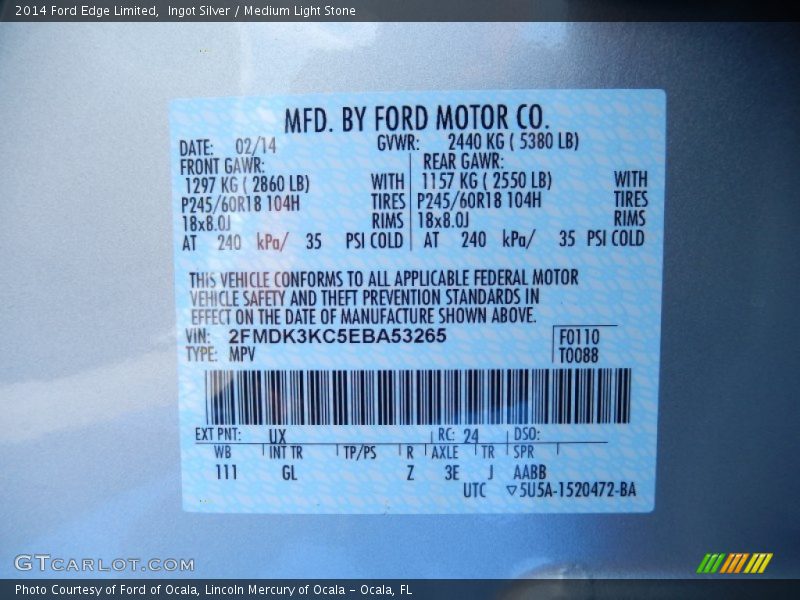 2014 Ford Edge Limited,  Ingot Silver / Medium Light Stone
MFD. BY FORD MOTOR CO.
DATE: 02/14 GVWR: 2440 KG ( 5380 LB)
FRONT GAWR: REAR GAWR:
1297 KG ( 2860 LB) WITH 1157 KG ( 2550 LB) WITH
P245/60R18 104H TIRES P245/60R18 104H TIRES
18x8.0J RIMS 18x8.0J RIMS
AT 240 kPa/ 35 PSI COLD AT 240 kPa/ 35 PSI COLD
THIS VEHICLE CONFORMS TO ALL APPLICABLE FEDERAL MOTOR
VEHICLE SAFETY AND THEFT PREVENTION STANDARDS IN
EFFECT ON THE DATE OF MANUFACTURE SHOWN ABOVE.
VIN: 2FMDK3KC5EBA53265 F0110
TYPE: MPV T0088
EXT PNT: UX RC: 24 DSO:
WB INT TR TP/PS R AXLE TR SPR
111 GL Z 3E J AABB
UTC ▽5U5A-1520472-BA
GTCARLOT.COM
Photo Courtesy of Ford of Ocala, Lincoln Mercury of Ocala – Ocala, FL